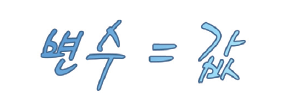 변수 = 값